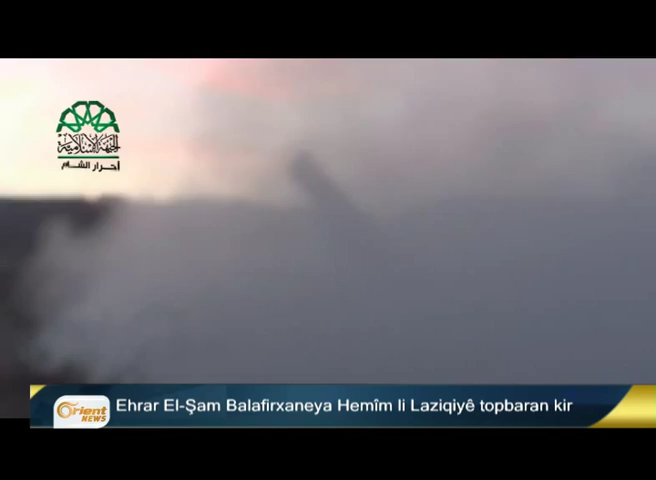 الجبهة الإسلامية
أحرار الشام
Orient NEWS
Ehrar El-Şam Balafirxaneya Hemîm li Laziqiyê topbaran kir